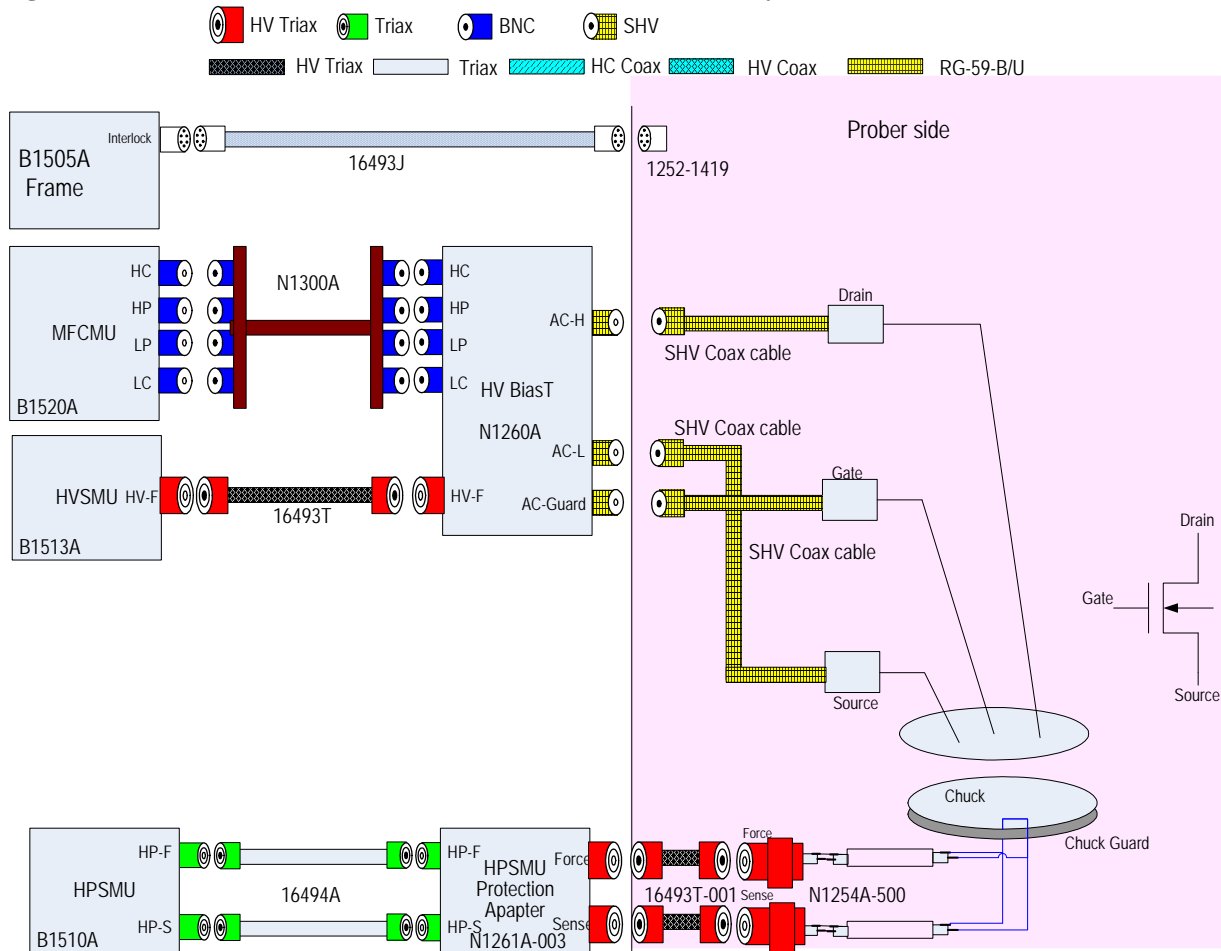 HV Triax Triax BNC SHV
HV Triax Triax HC Coax HV Coax RG-59-B/U
Prober side
Interlock
B1505A
Frame
16493J
1252-1419
HC
HP
LP
LC
MFCMU
B1520A
N1300A
HC
HP
LP
LC
HV BiasT
N1260A
AC-H
AC-L
AC-Guard
HV-F
HVSMU
HV-F
B1513A
16493T
Drain
SHV Coax cable
SHV Coax cable
Gate
SHV Coax cable
Source
Drain
Gate
Source
Chuck
Chuck Guard
HP-F
HPSMU
HP-S
B1510A
16494A
HP-F
HPSMU
Protection
Apapter
HP-S
N1261A-003
Force
Sense
16493T-001
Force
Sense
N1254A-500